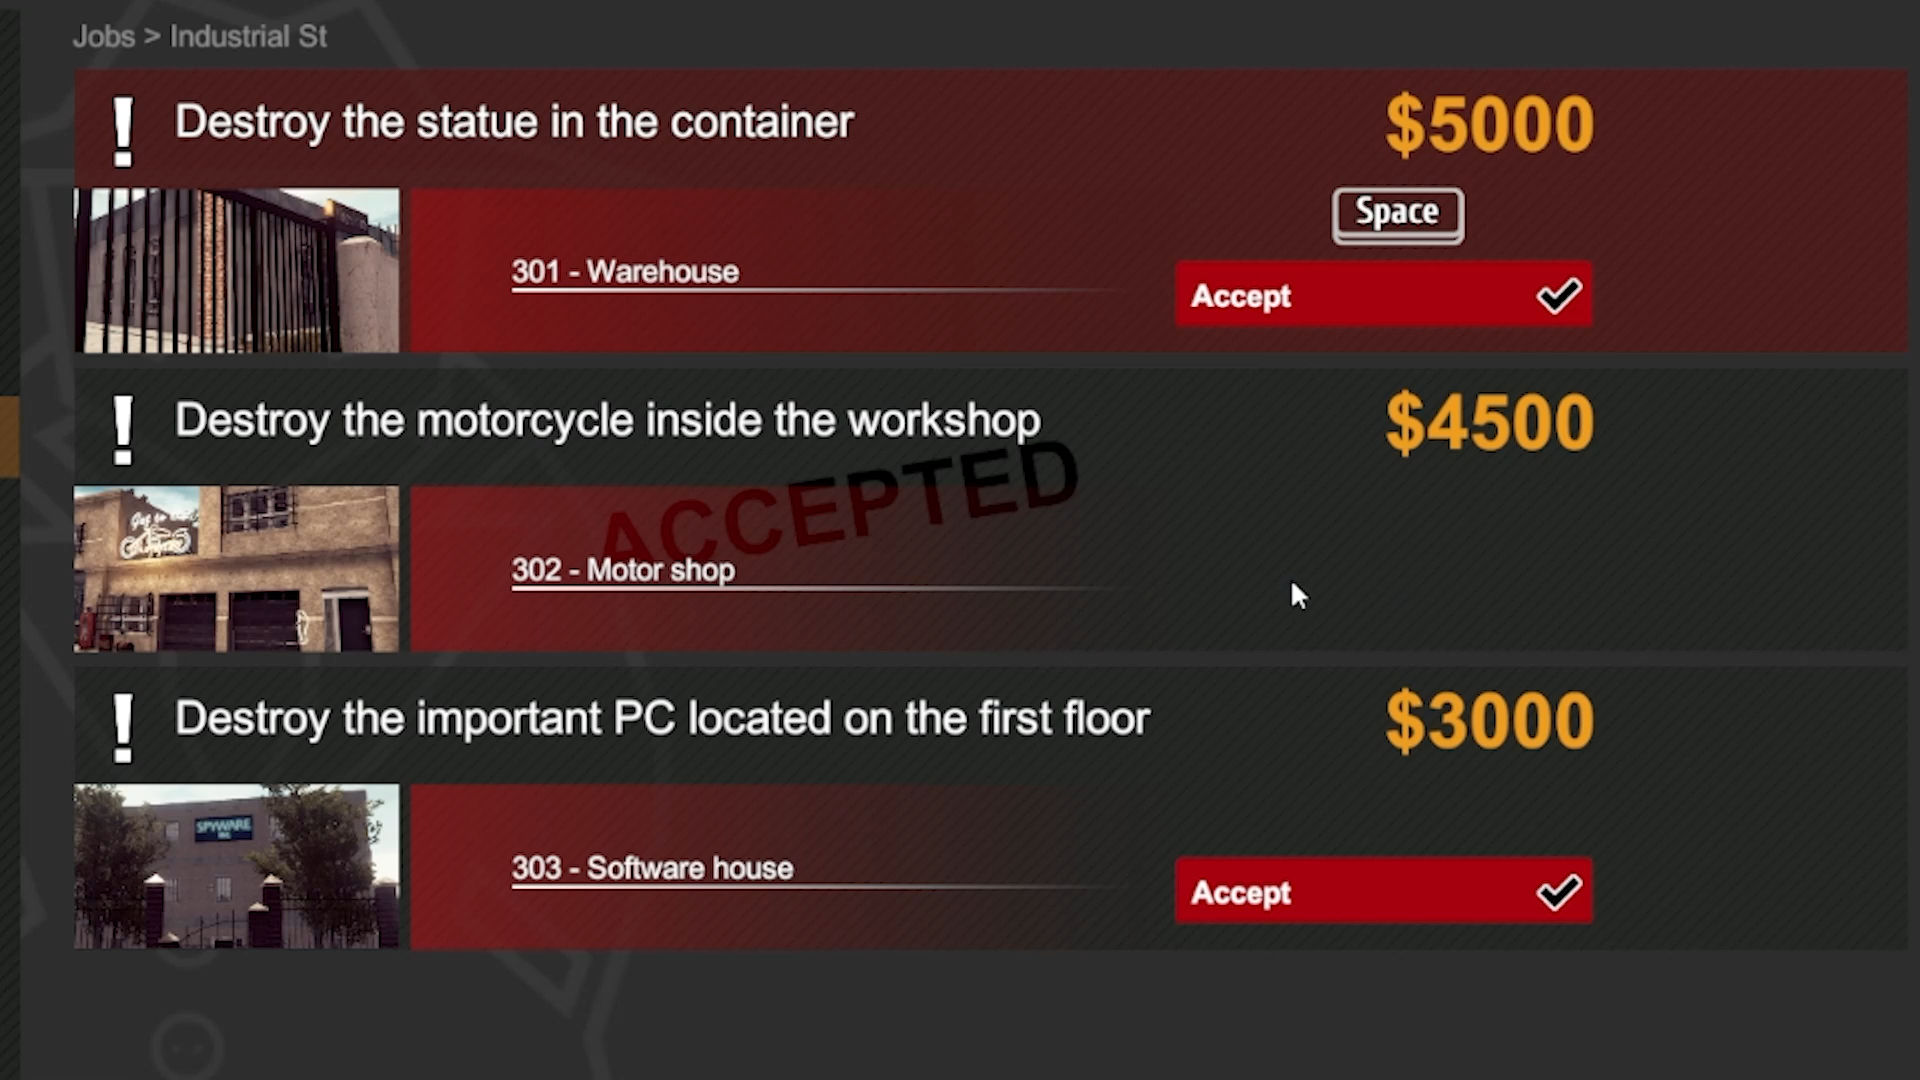 Jobs > Industrial St
! Destroy the statue in the container $5000
Space
301 - Warehouse
Accept
! Destroy the motorcycle inside the workshop $4500
ACCEPTED
302 - Motor shop
! Destroy the important PC located on the first floor $3000
SPYWARE
303 - Software house
Accept